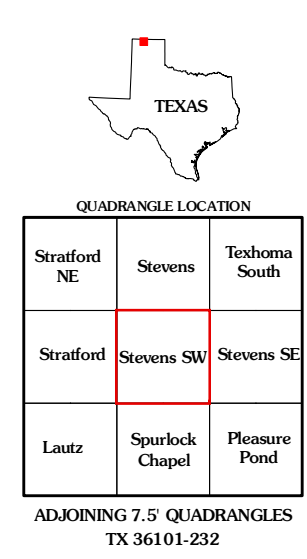 TEXAS
QUADRANGLE LOCATION
Stratford
NE
Stevens
Texhoma
South
Stratford
Stevens SW
Stevens SE
Lautz
Spurlock
Chapel
Pleasure
Pond
ADJOINING 7.5' QUADRANGLES
TX 36101-232